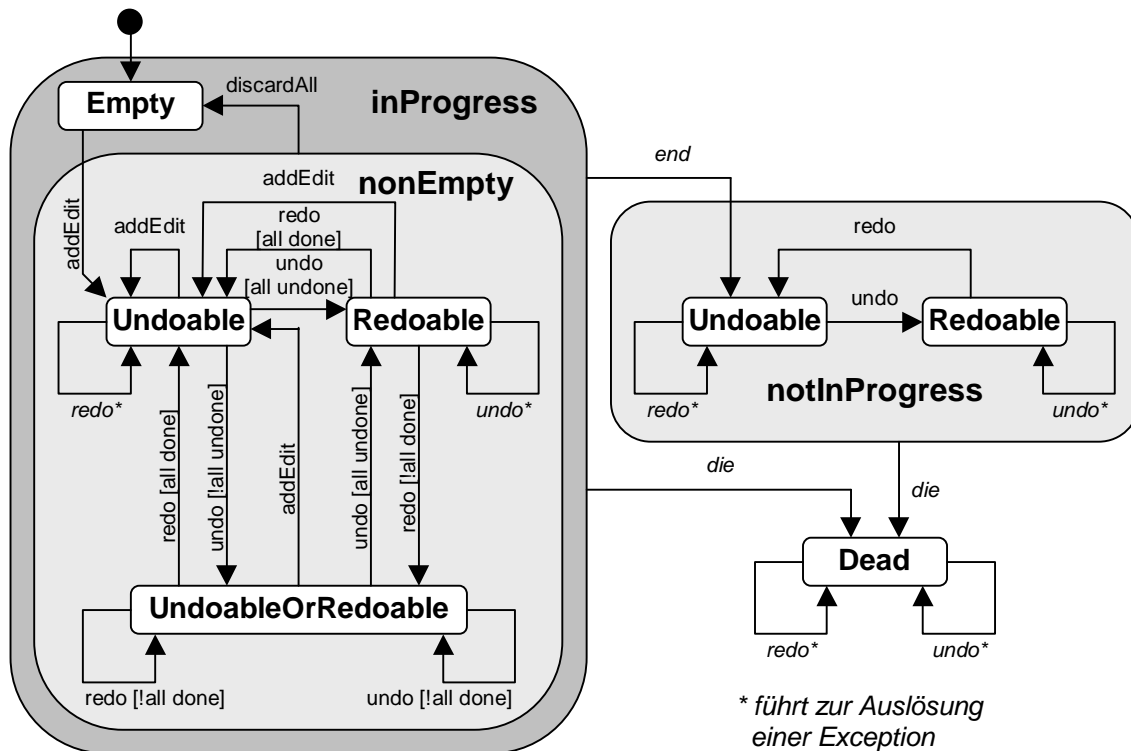 discardAll
Empty
inProgress
end
addEdit
nonEmpty
addEdit
addEdit
redo
[all done]
undo
[all undone]
redo
Undoable
Redoable
undo
Undoable
Redoable
redo*
undo*
notInProgress
redo*
undo*
redo [all done]
undo [!all undone]
addEdit
undo [all undone]
redo [!all done]
die
die
UndoableOrRedoable
Dead
redo*
undo*
redo [!all done]
undo [!all done]
* führt zur Auslösung
einer Exception